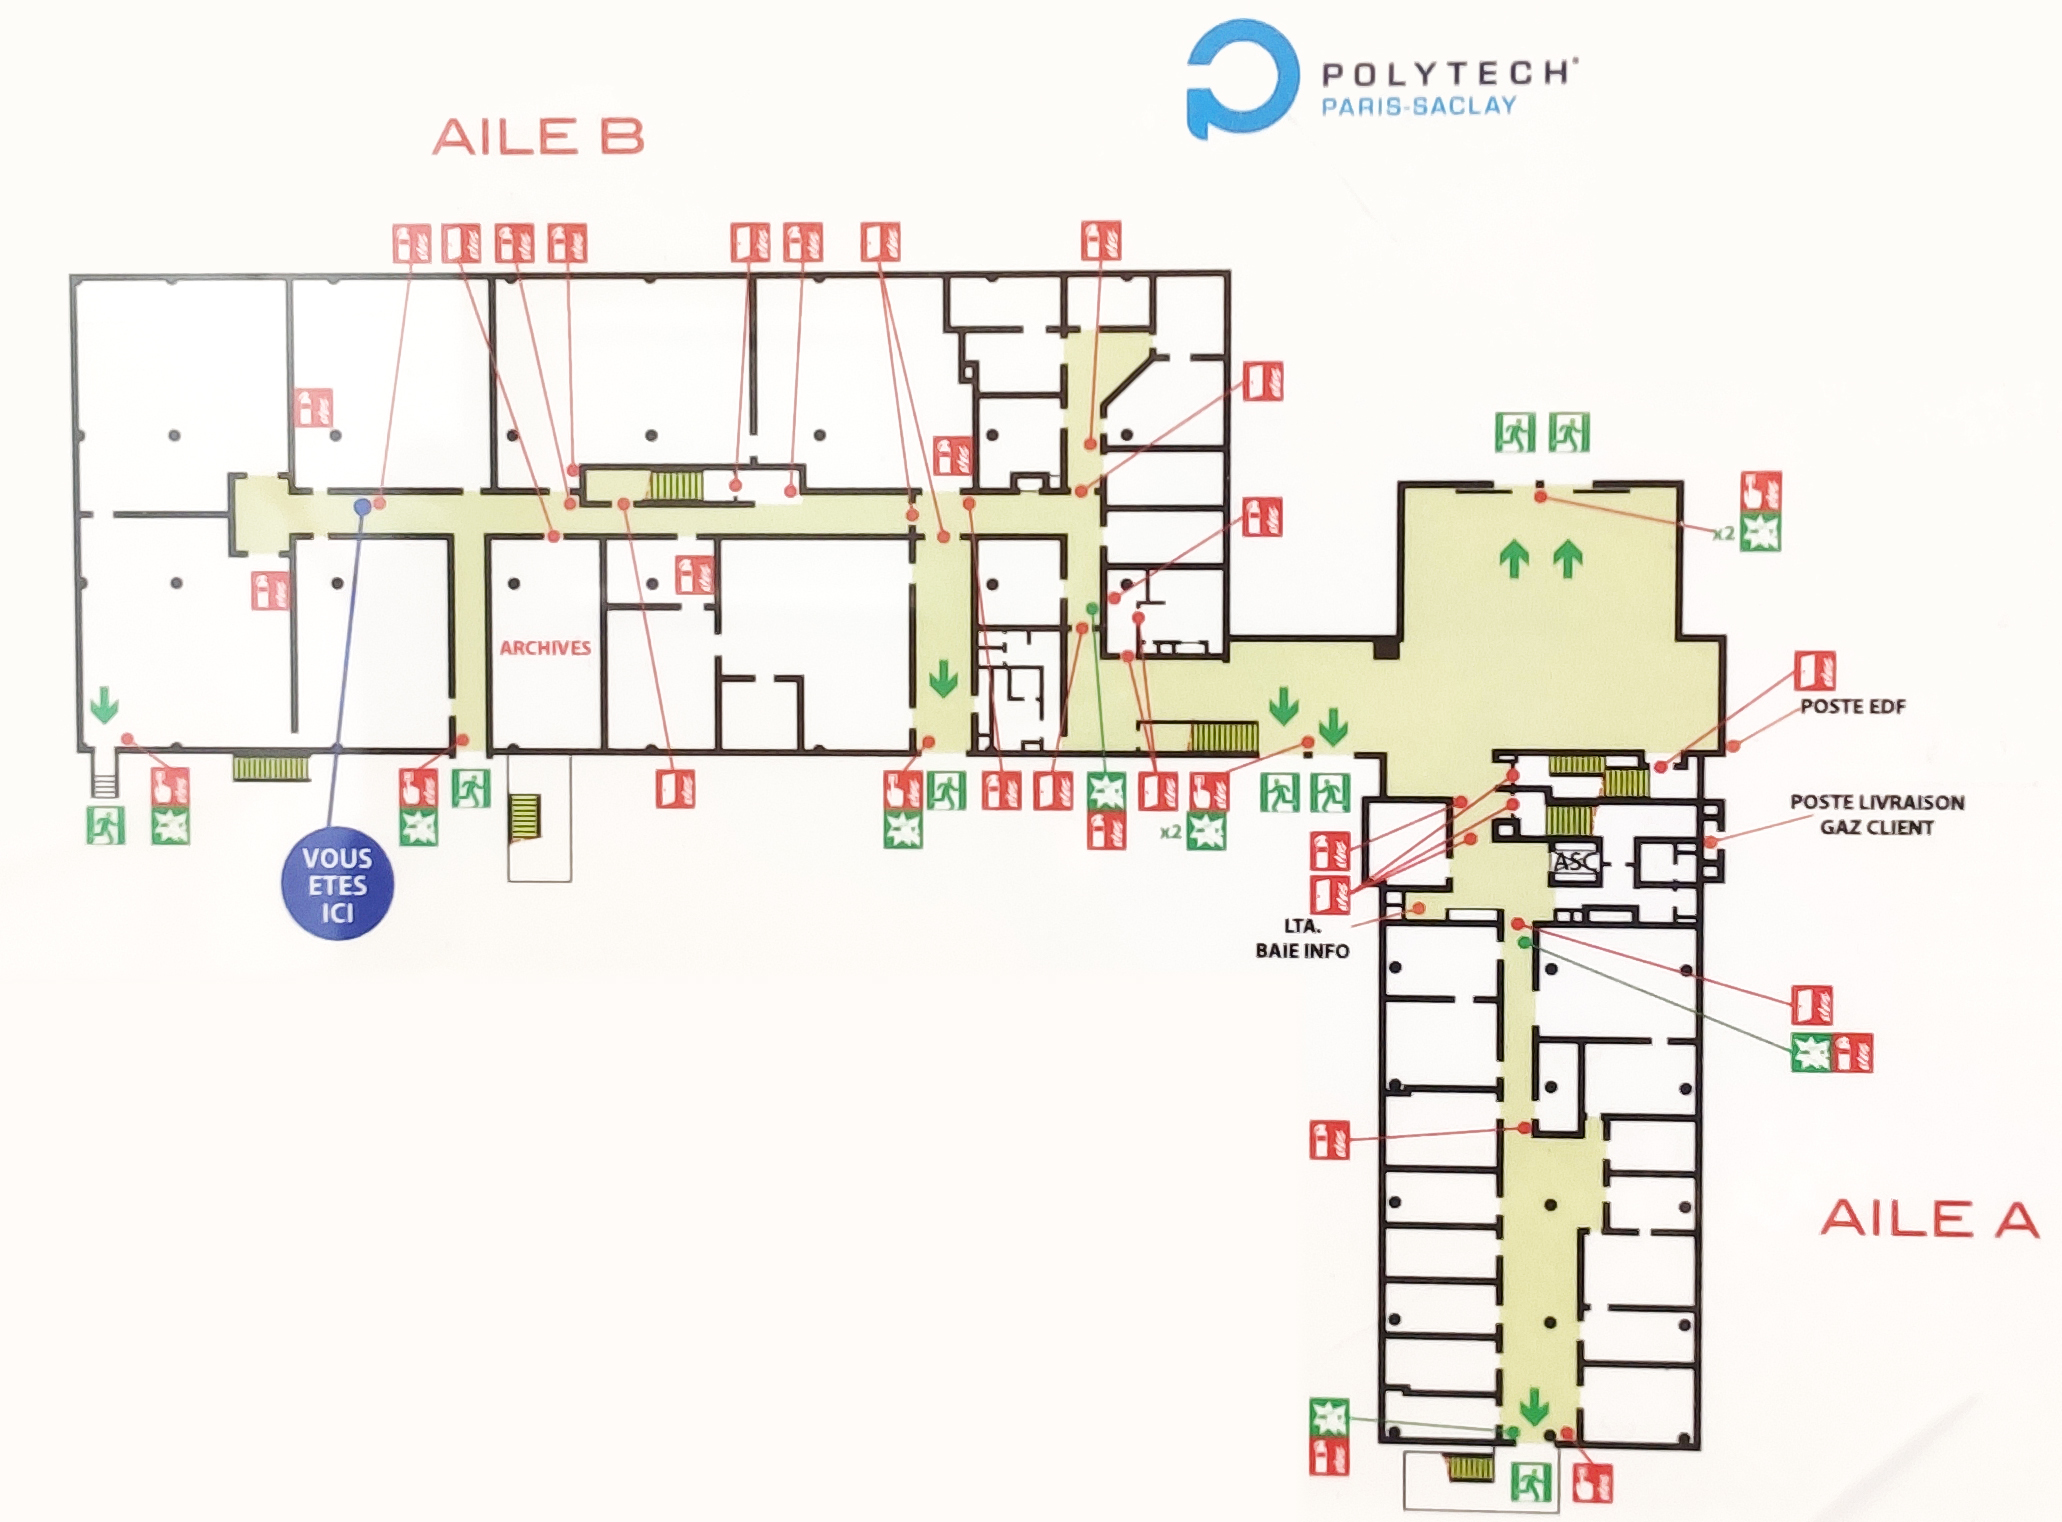 POLYTECH
PARIS-SACLAY
AILE A
AILE B
POSTE EDF
POSTE LIVRAISON
GAZ CLIENT
x2
ASC
LTA.
BAIE INFO
x2
ARCHIVES
VOUS
ETES
ICI